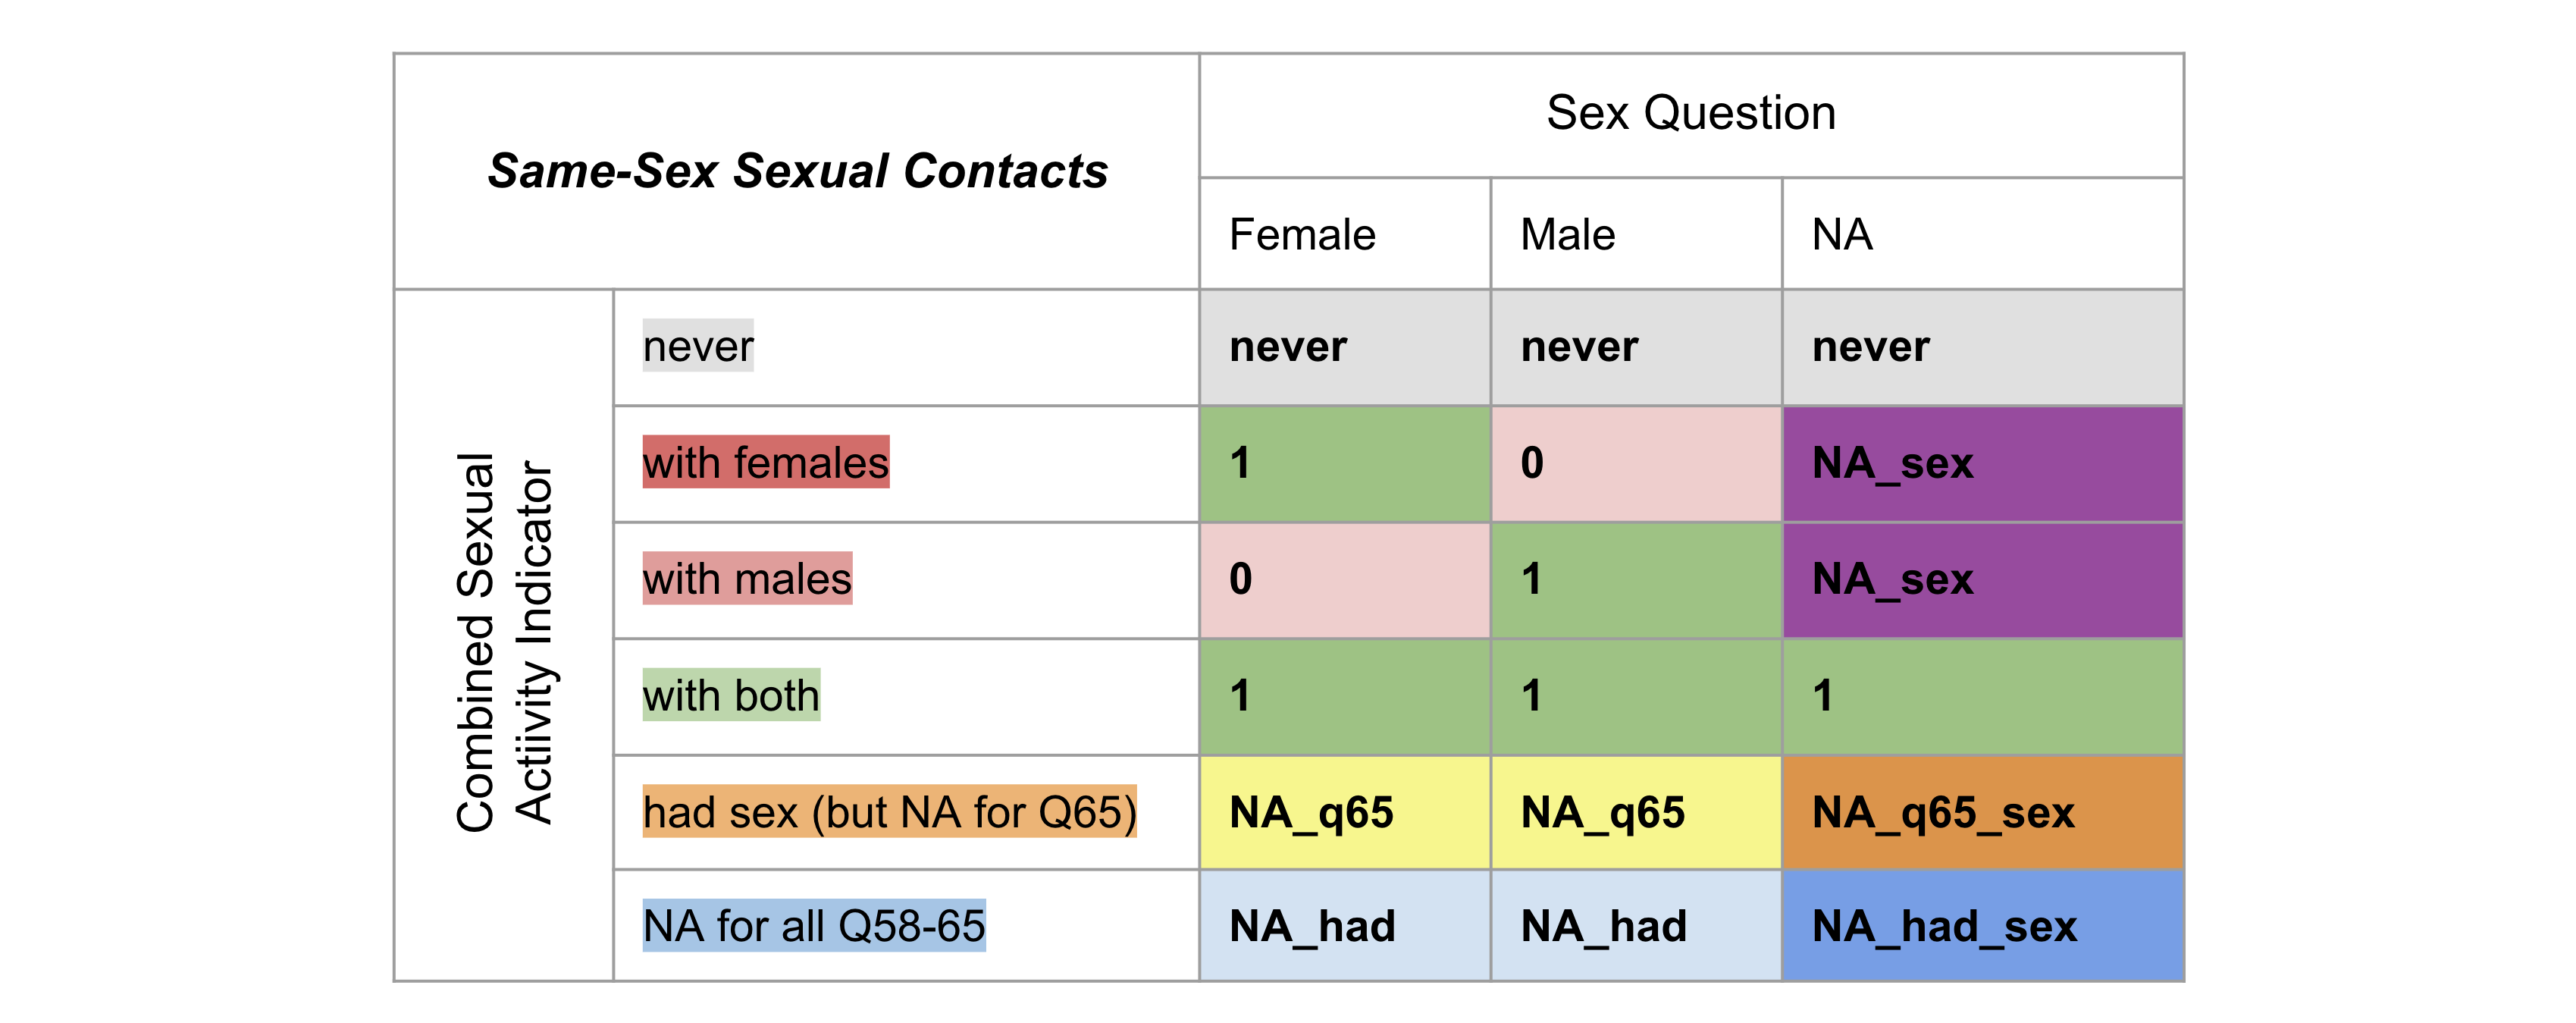 Same-Sex Sexual Contacts
Sex Question
Female
Male
NA
Combined Sexual
Actiivity Indicator
never
never
never
never
with females
1
0
NA_sex
with males
0
1
NA_sex
with both
1
1
1
had sex (but NA for Q65)
NA_q65
NA_q65
NA_q65_sex
NA for all Q58-65
NA_had
NA_had
NA_had_sex